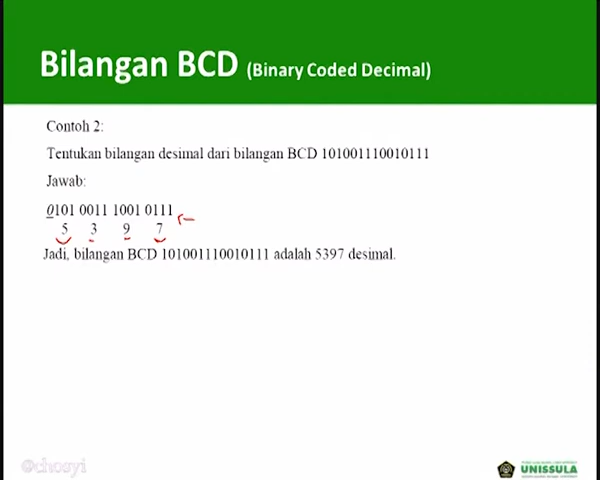 Bilangan BCD (Binary Coded Decimal)
Contoh 2:
Tentukan bilangan desimal dari bilangan BCD 101001110010111
Jawab:
0101 0011 1001 0111
5 3 9 7
Jadi, bilangan BCD 101001110010111 adalah 5397 desimal.
@chosyi
UNISSULA